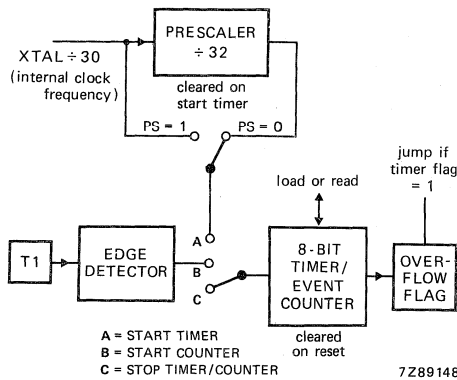 PRESCALER
÷ 32
XTAL ÷ 30
(internal clock
frequency)
cleared on
start timer
PS = 1
PS = 0
jump if
timer flag
= 1
load or read
A
B
C
T1
EDGE
DETECTOR
8-BIT
TIMER/
EVENT
COUNTER
OVER-
FLOW
FLAG
cleared
on reset
A = START TIMER
B = START COUNTER
C = STOP TIMER/COUNTER
7Z89148